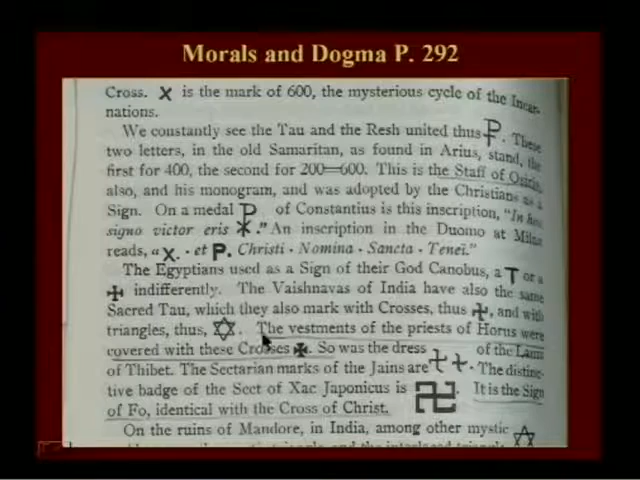 Morals and Dogma P. 292
Cross. X is the mark of 600, the mysterious cycle of the Incar-
nations.
We constantly see the Tau and the Resh united thus These
two letters, in the old Samaritan, as found in Arius, stand, the
first for 400, the second for 200=600. This is the Staff of Osiris,
also, and his monogram, and was adopted by the Christians as a
Sign. On a medal of Constantius is this inscription, "In hoc
signo victor eris ." An inscription in the Duomo at Milan
reads, "X. · et P. Christi · Nomina · Sancta · Tenei."
The Egyptians used as a Sign of their God Canobus, a T or a
indifferently. The Vaishnavas of India have also the same
Sacred Tau, which they also mark with Crosses, thus , and with
triangles, thus, ✡. The vestments of the priests of Horus were
covered with these Crosses ✠. So was the dress of the Lama
of Thibet. The Sectarian marks of the Jains are . The distinc-
tive badge of the Sect of Xac Japonicus is 卍. It is the Sign
of Fo, identical with the Cross of Christ.
On the ruins of Mandore, in India, among other mystic